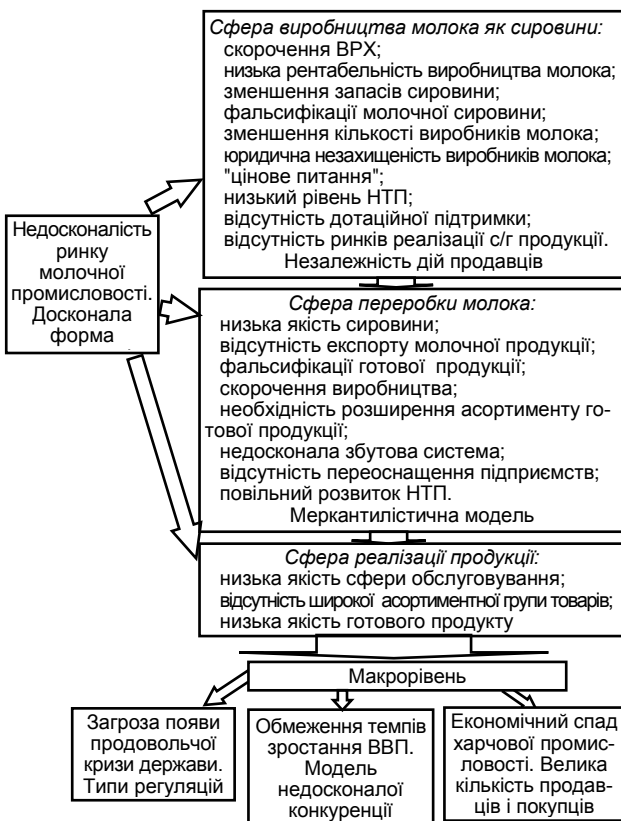 Сфера виробництва молока як сировини:
скорочення ВРХ;
низька рентабельність виробництва молока;
зменшення запасів сировини;
фальсифікації молочної сировини;
зменшення кількості виробників молока;
юридична незахищеність виробників молока;
"цінове питання";
низький рівень НТП;
відсутність дотаційної підтримки;
відсутність ринків реалізації с/г продукції.
Незалежність дій продавців
Недосконалість
ринку
молочної
промисловості.
Досконала
форма
Сфера переробки молока:
низька якість сировини;
відсутність експорту молочної продукції;
фальсифікації готової продукції;
скорочення виробництва;
необхідність розширення асортименту го-
тової продукції;
недосконала збутова система;
відсутність переоснащення підприємств;
повільний розвиток НТП.
Меркантилістична модель
Сфера реалізації продукції:
низька якість сфери обслуговування;
відсутність широкої асортиментної групи товарів;
низька якість готового продукту
Макрорівень
Загроза появи
продовольчої
кризи держави.
Типи регуляцій
Обмеження темпів
зростання ВВП.
Модель
недосконалої
конкуренції
Економічний спад
харчової промис-
ловості. Велика
кількість продав-
ців і покупців